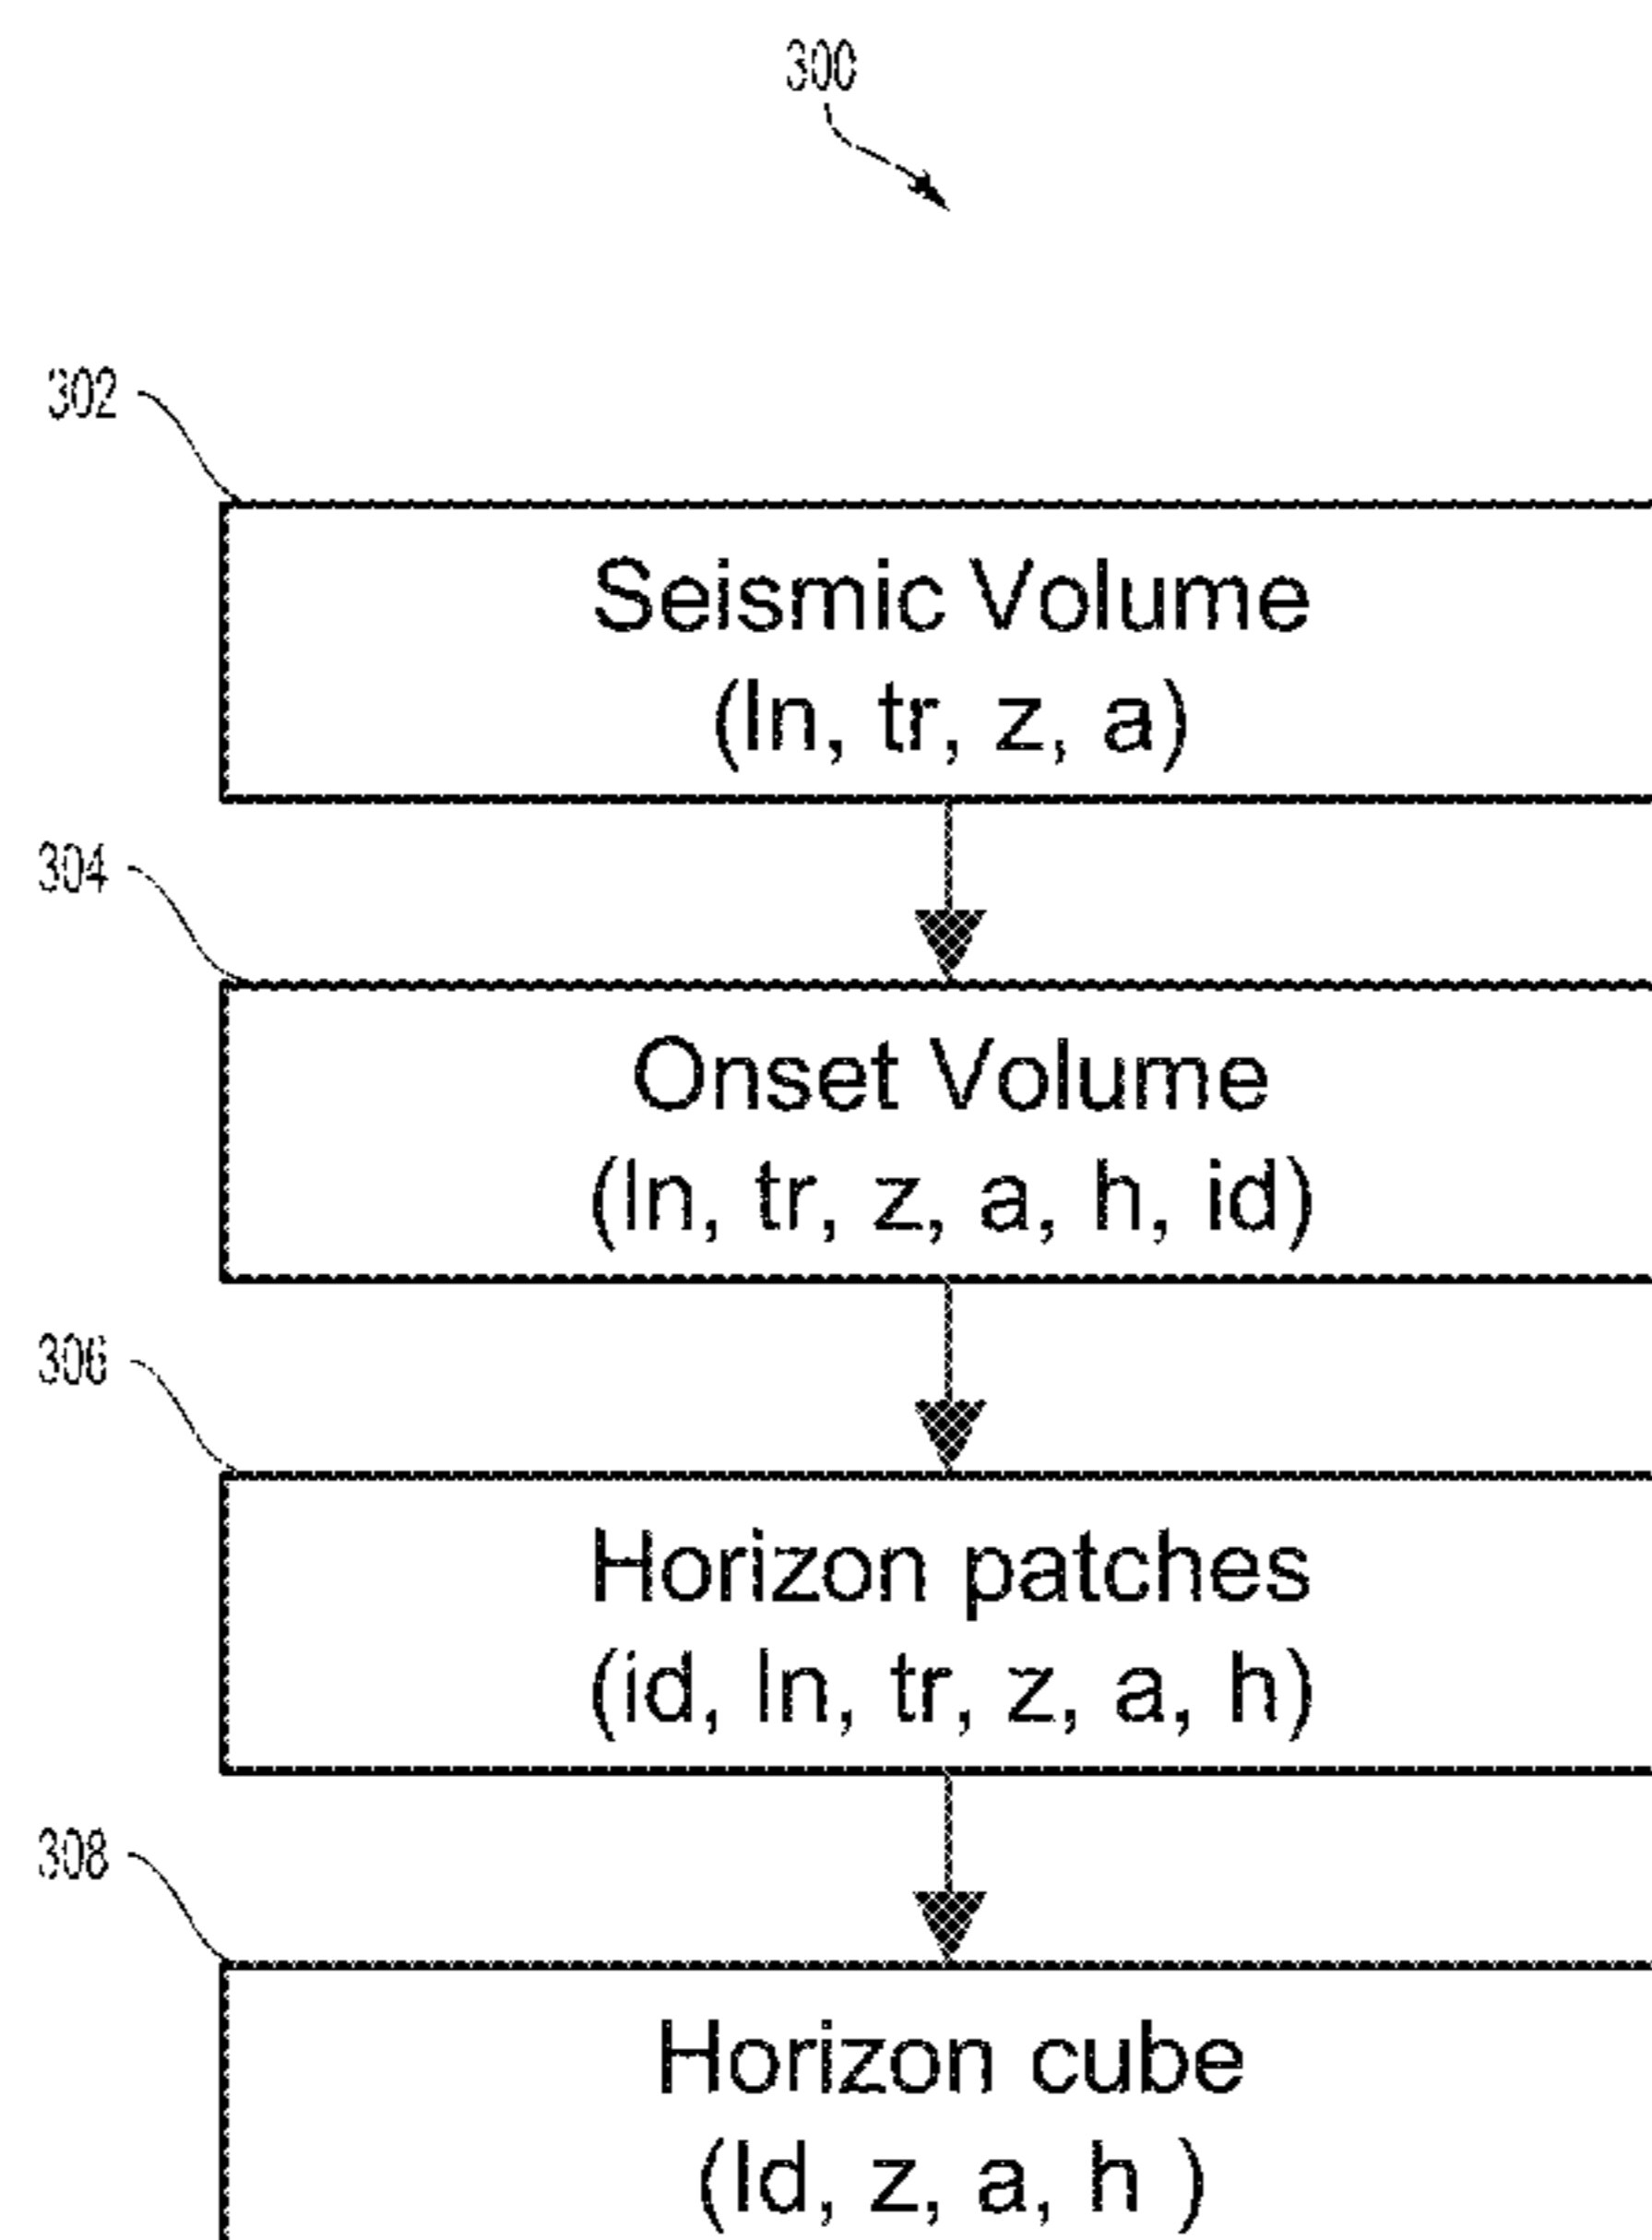 300
302
Seismic Volume
(ln, tr, z, a)
304
Onset Volume
(ln, tr, z, a, h, id)
306
Horizon patches
(id, ln, tr, z, a, h)
308
Horizon cube
(Id, z, a, h )